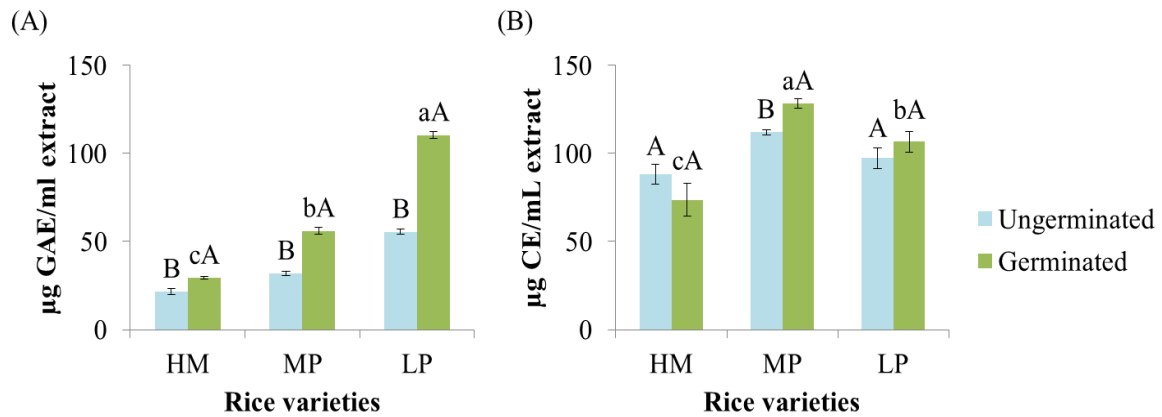 (A)
µg GAE/ml extract
150
100
50
0
B
cA
B
bA
B
aA
HM
MP
LP
Rice varieties
(B)
µg CE/mL extract
150
100
50
0
A
cA
B
aA
A
bA
HM
MP
LP
Rice varieties
Ungerminated
Germinated